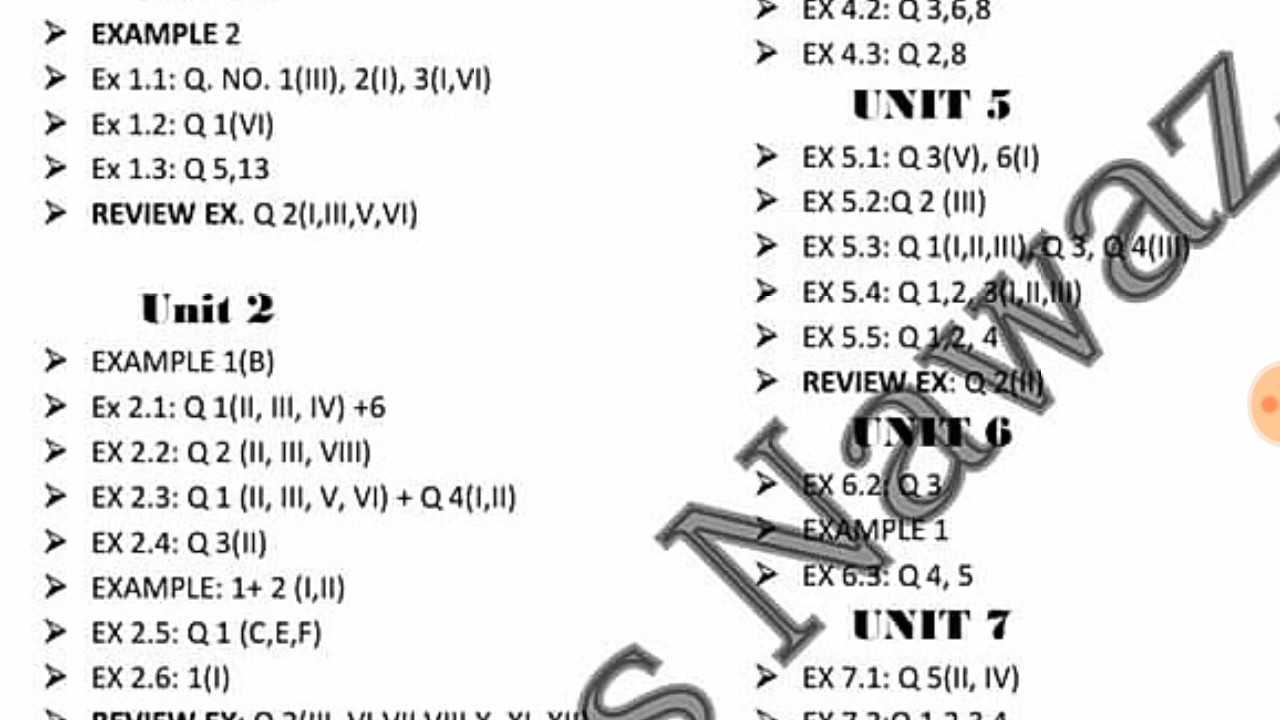 EXAMPLE 2
Ex 1.1: Q. NO. 1(III), 2(I), 3(I,VI)
Ex 1.2: Q 1(VI)
Ex 1.3: Q 5,13
REVIEW EX. Q 2(I,III,V,VI)
Unit 2
EXAMPLE 1(B)
Ex 2.1: Q 1(II, III, IV) +6
EX 2.2: Q 2 (II, III, VIII)
EX 2.3: Q 1 (II, III, V, VI) + Q 4(I,II)
EX 2.4: Q 3(II)
EXAMPLE: 1+ 2 (I,II)
EX 2.5: Q 1 (C,E,F)
EX 2.6: 1(I)
REVIEW EX:
EX 4.2: Q 3,6,8
EX 4.3: Q 2,8
UNIT 5
EX 5.1: Q 3(V), 6(I)
EX 5.2:Q 2 (III)
EX 5.3: Q 1(I,II,III), Q 3, Q 4(III)
EX 5.4: Q 1,2, 3(I,II,III)
EX 5.5: Q 1,2, 4
REVIEW EX: Q 2(II)
UNIT 6
EX 6.2: Q 3
EXAMPLE 1
EX 6.3: Q 4, 5
UNIT 7
EX 7.1: Q 5(II, IV)
s Nawaz